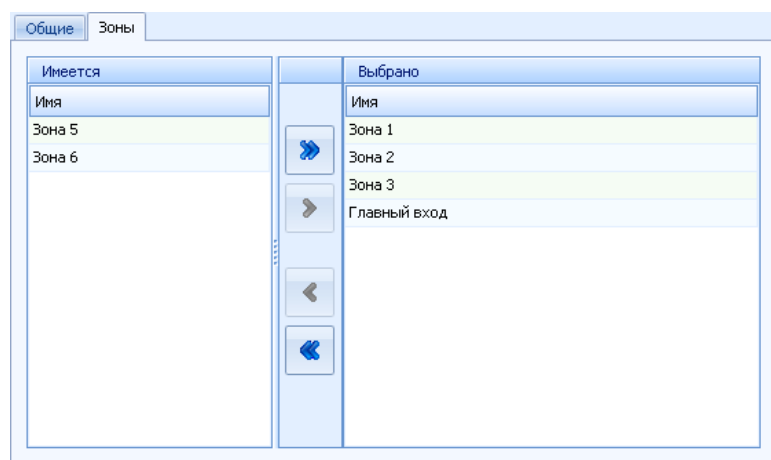 Общие Зоны
Имеется Выбрано
Имя Имя
Зона 5 Зона 1
Зона 6 Зона 2
Зона 3
Главный вход